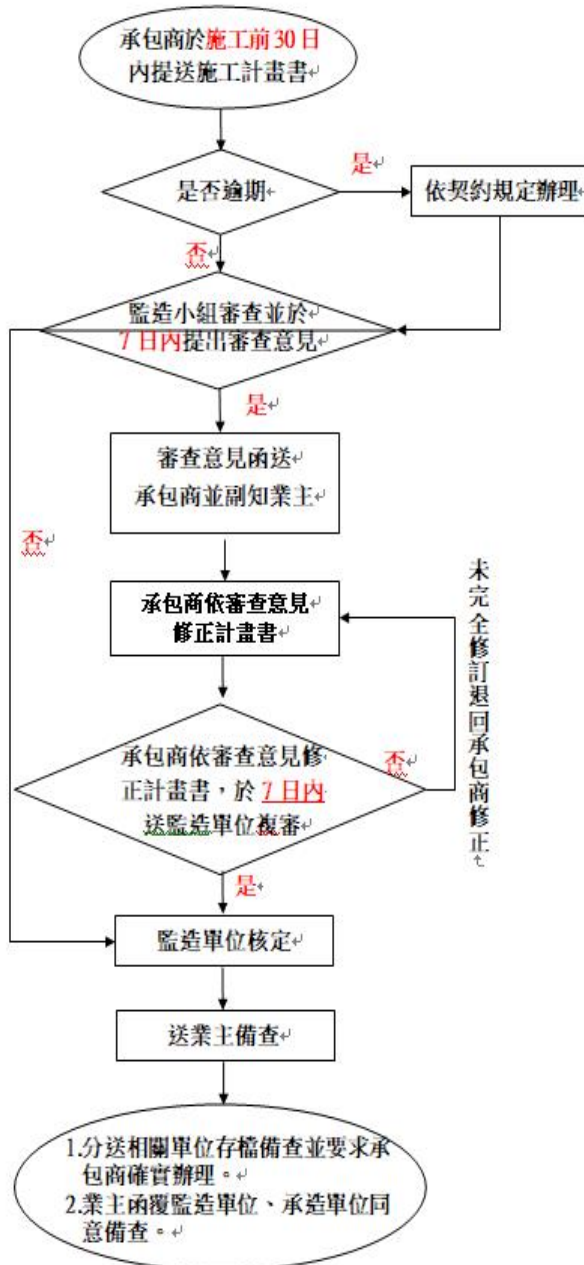 承包商於施工前30日
內提送施工計畫書
是否逾期
是
依契約規定辦理
否
監造小組審查並於
7日內提出審查意見
是
審查意見函送
承包商並副知業主
否
承包商依審查意見
修正計畫書
未完全修訂退回承包商修正
承包商依審查意見修
正計畫書，於7日內
送監造單位複審
否
是
監造單位核定
送業主備查
1.分送相關單位存檔備查並要求承
包商確實辦理。
2.業主函覆監造單位、承造單位同
意備查。